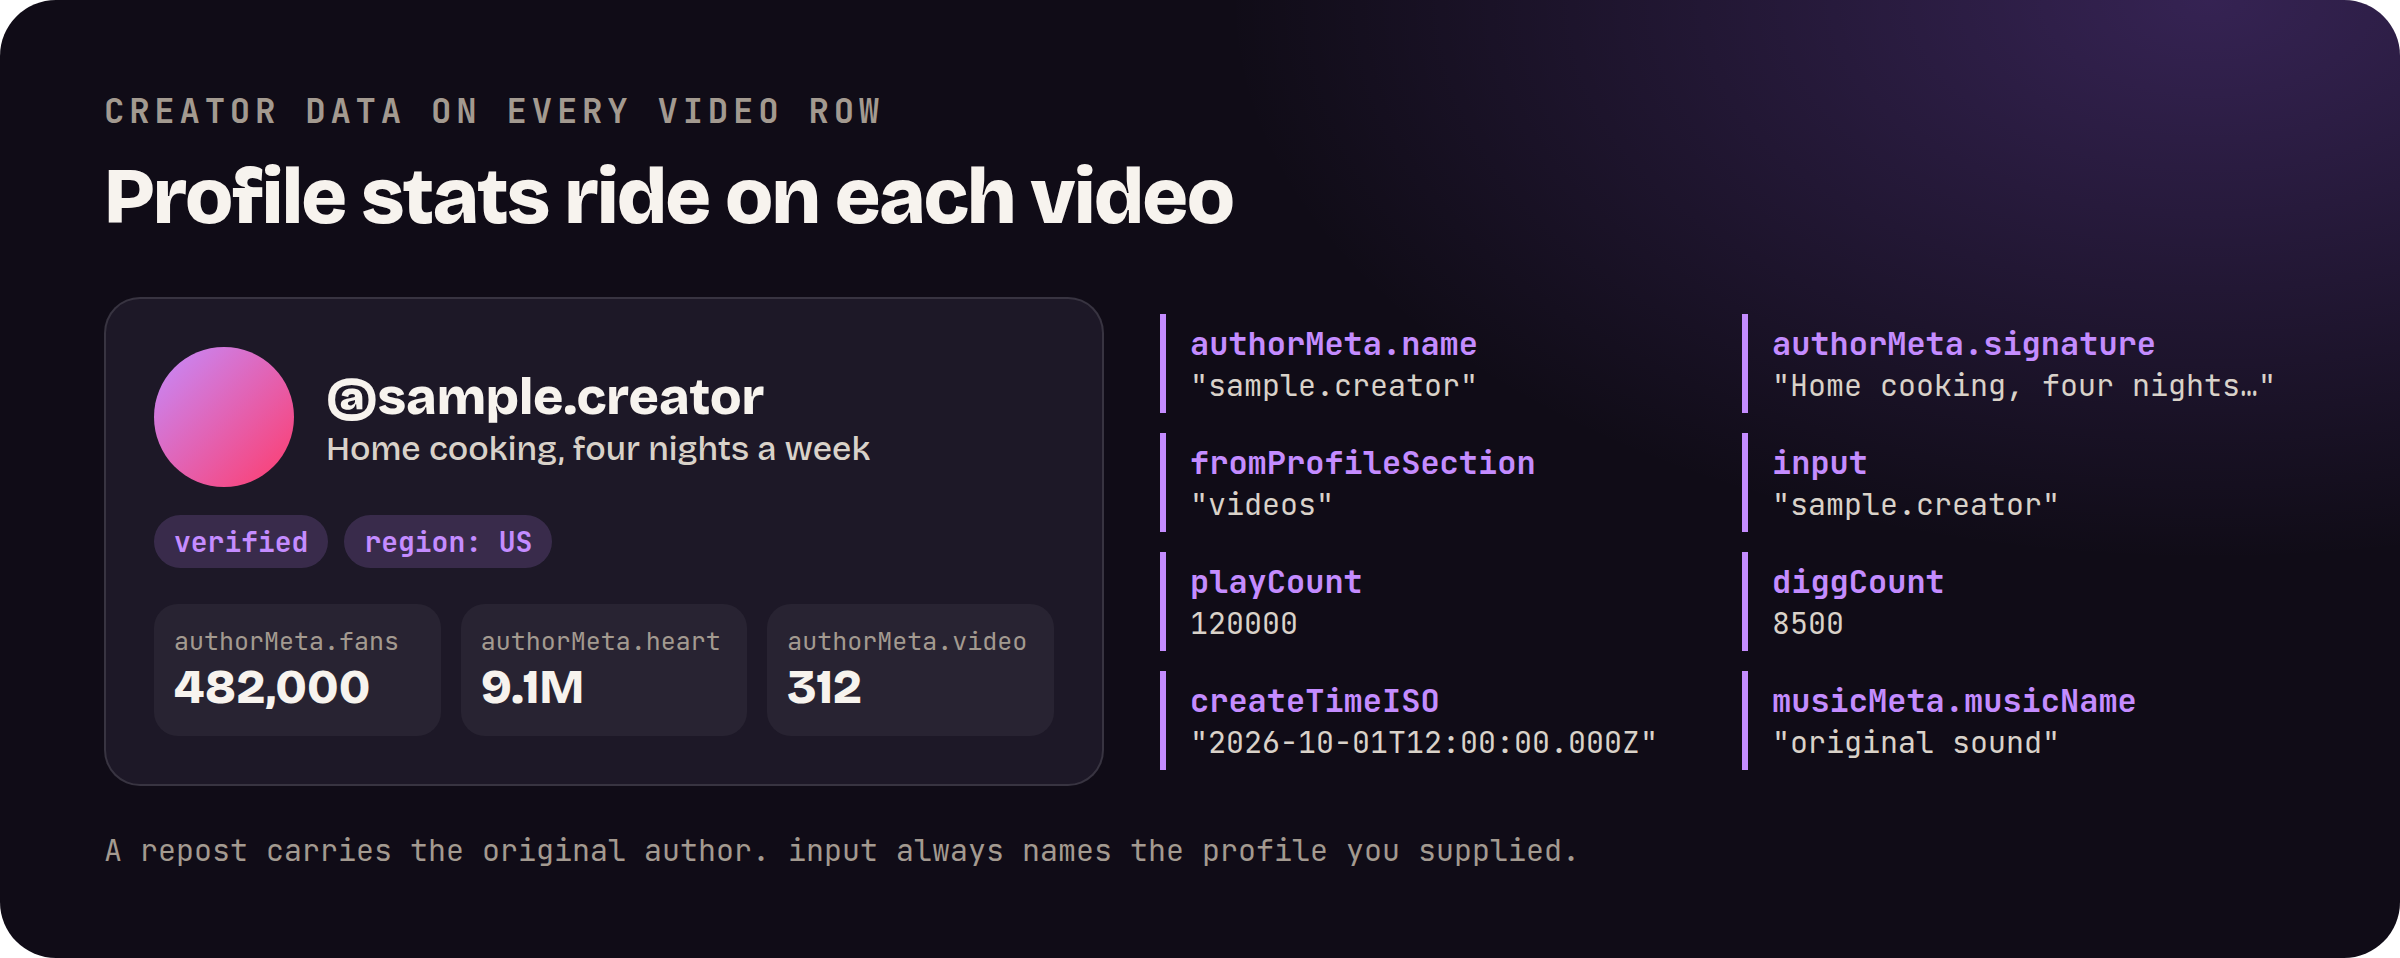 CREATOR DATA ON EVERY VIDEO ROW
Profile stats ride on each video
@sample.creator
Home cooking, four nights a week
verified
region: US
authorMeta.fans
482,000
authorMeta.heart
9.1M
authorMeta.video
312
authorMeta.name
"sample.creator"
authorMeta.signature
"Home cooking, four nights…"
fromProfileSection
"videos"
input
"sample.creator"
playCount
120000
diggCount
8500
createTimeISO
"2026-10-01T12:00:00.000Z"
musicMeta.musicName
"original sound"
A repost carries the original author. input always names the profile you supplied.